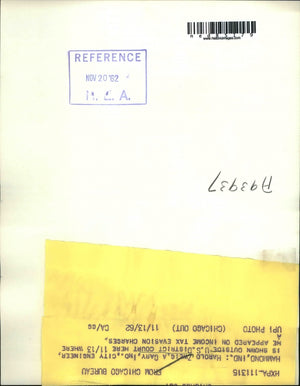 REFERENCE
NOV 20 '62
N. E. A.
A93937
HXPA-111315 FROM CHICAGO BUREAU
HAMMOND, IND.: HAROLD A GARY, IND. CITY ENGINEER,
IS SHOWN OUTSIDE U.S. DISTRICT COURT HERE 11/13 WHERE
HE APPEARED ON INCOME TAX EVASION CHARGES.
UPI PHOTO (CHICAGO OUT) 11/13/62